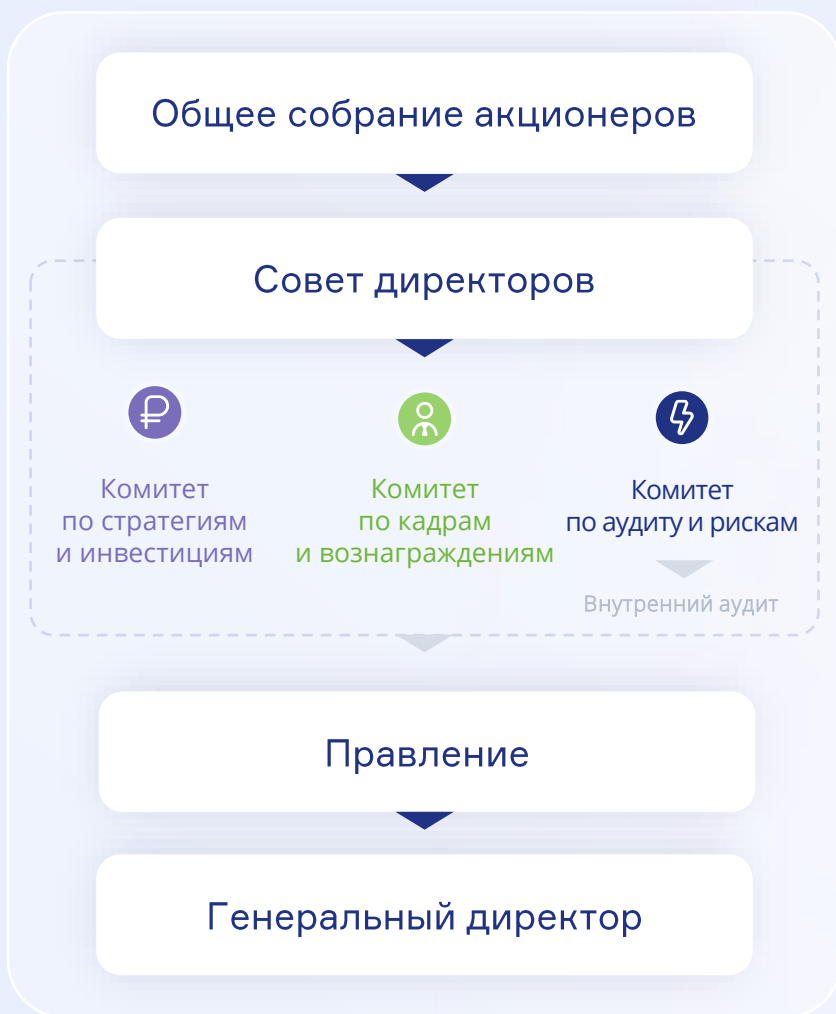 Общее собрание акционеров
Совет директоров
Комитет
по стратегиям
и инвестициям
Комитет
по кадрам
и вознаграждениям
Комитет
по аудиту и рискам
Внутренний аудит
Правление
Генеральный директор